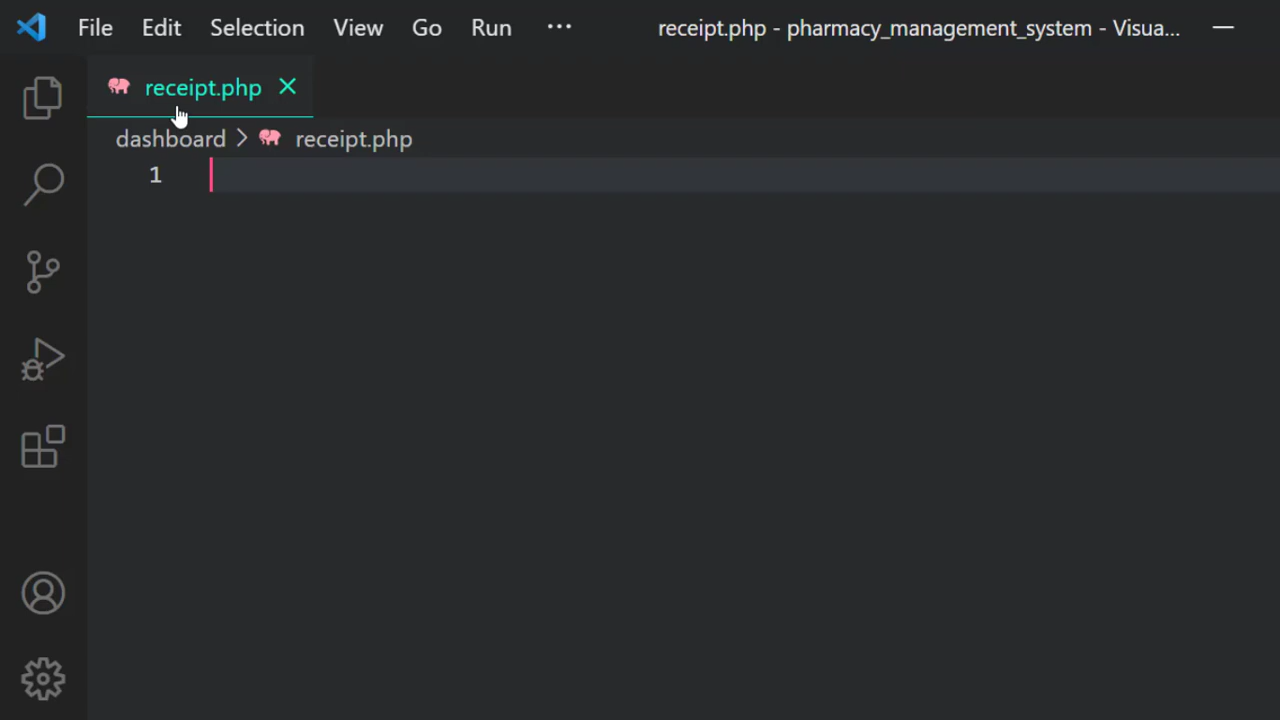 File Edit Selection View Go Run ··· receipt.php - pharmacy_management_system - Visua...
receipt.php
dashboard > receipt.php
1